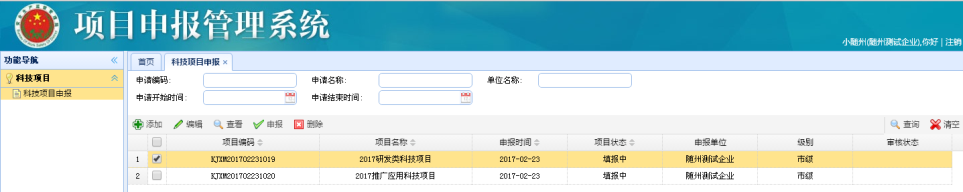 项目申报管理系统
小随州(随州测试企业),你好 | 注销
功能导航 «
首页 科技项目申报 ×
科技项目
科技项目申报
申请编码: 申请名称: 单位名称:
申请开始时间: 申请结束时间:
添加 编辑 查看 申报 删除 查询 清空
项目编码 项目名称 申报时间 项目状态 申报单位 级别 审核状态
1 KJXM201702231019 2017研发类科技项目 2017-02-23 填报中 随州测试企业 市级
2 KJXM201702231020 2017推广应用科技项目 2017-02-23 填报中 随州测试企业 市级